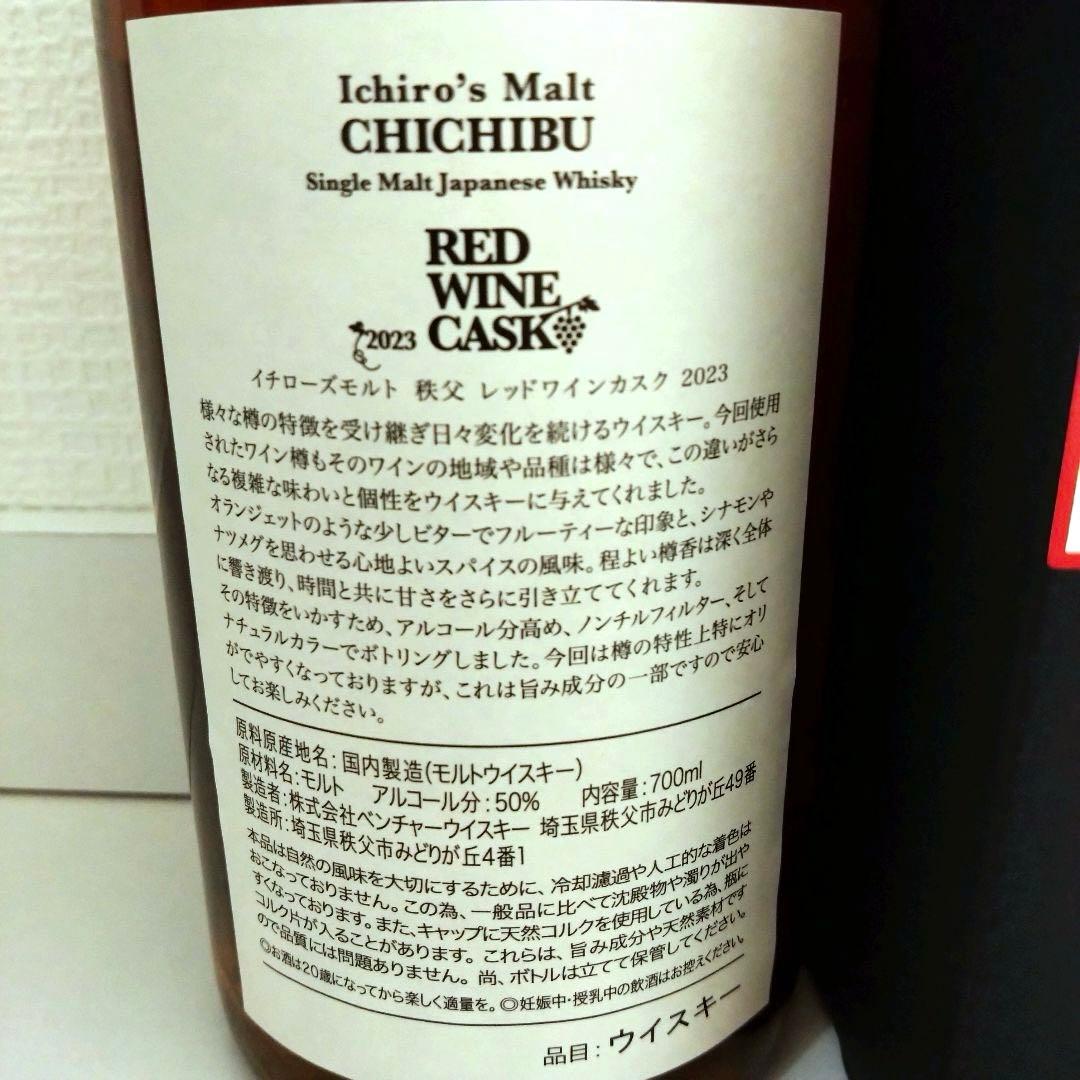 Ichiro's Malt
CHICHIBU
Single Malt Japanese Whisky
RED
WINE
2023 CASK
イチローズモルト 秩父 レッドワインカスク 2023
様々な樽の特徴を受け継ぎ日々変化を続けるウイスキー。今回使用
されたワイン樽もそのワインの地域や品種は様々で、この違いがさら
なる複雑な味わいと個性をウイスキーに与えてくれました。
オランジェットのような少しビターでフルーティーな印象と、シナモンや
ナツメグを思わせる心地よいスパイスの風味。程よい樽香は深く全体
に響き渡り、時間と共に甘さをさらに引き立ててくれます。
その特徴をいかすため、アルコール分高め、ノンチルフィルター、そして
ナチュラルカラーでボトリングしました。今回は樽の特性上特にオリ
がでやすくなっておりますが、これは旨み成分の一部ですので安心
してお楽しみください。
原料原産地名:国内製造(モルトウイスキー)
原材料名:モルト アルコール分:50% 内容量:700ml
製造者:株式会社ベンチャーウイスキー 埼玉県秩父市みどりが丘49番
製造所:埼玉県秩父市みどりが丘4番1
本品は自然の風味を大切にするために、冷却濾過や人工的な着色は
おこなっておりません。この為、一般品に比べて沈殿物や濁りが出や
すくなっております。また、キャップに天然コルクを使用している為、瓶に
コルク片が入ることがあります。これらは、旨み成分や天然素材です
ので品質には問題ありません。尚、ボトルは立てて保管してください。
◎お酒は20歳になってから楽しく適量を。◎妊娠中・授乳中の飲酒はお控えください。
品目:ウイスキー